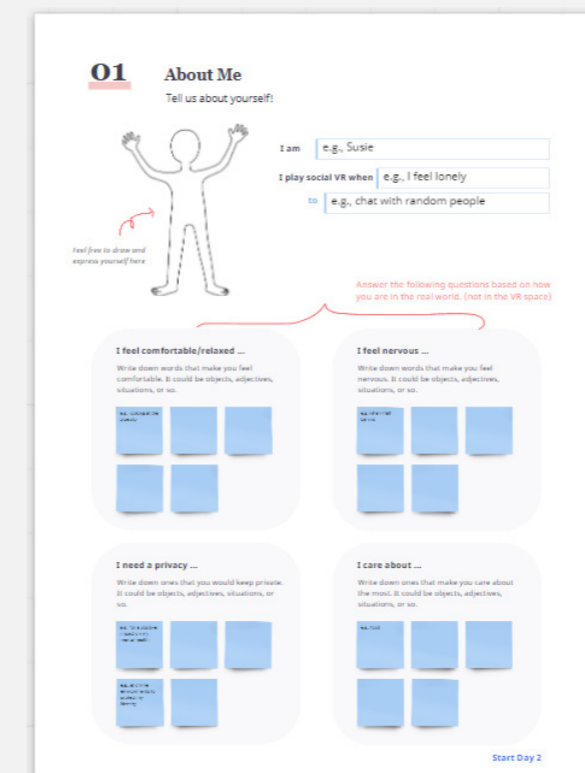 01
About Me
Tell us about yourself!
I am
e.g., Susie
I play social VR when
e.g., I feel lonely
to
e.g., chat with random people
Feel free to draw and
express yourself here
Answer the following questions based on how
you are in the real world. (not in the VR space)
I feel comfortable/relaxed ...
Write down words that make you feel
comfortable. It could be objects, adjectives,
situations, or so.
I feel nervous ...
Write down words that make you feel
nervous. It could be objects, adjectives,
situations, or so.
I need a privacy ...
Write down ones that you would keep private.
It could be objects, adjectives, situations, or
so.
I care about ...
Write down ones that make you care about
the most. It could be objects, adjectives,
situations, or so.
Start Day 2